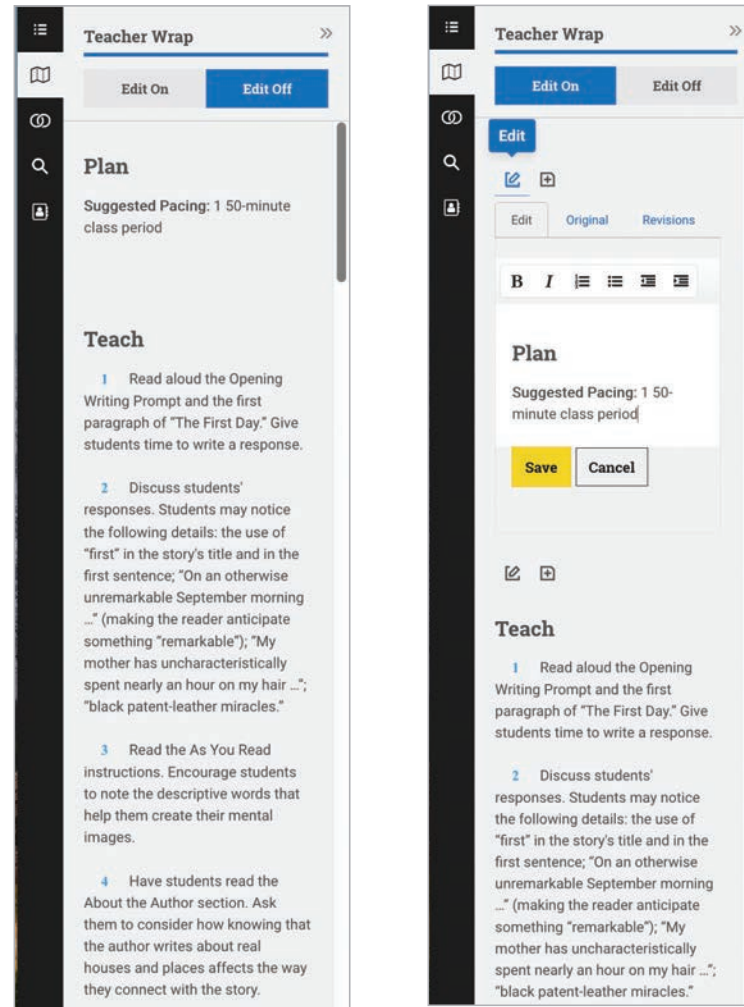 Teacher Wrap
Edit On
Edit Off
Plan
Suggested Pacing: 1 50-minute
class period
Teach
1 Read aloud the Opening
Writing Prompt and the first
paragraph of “The First Day.” Give
students time to write a response.
2 Discuss students’
responses. Students may notice
the following details: the use of
“first” in the story’s title and in the
first sentence; “On an otherwise
unremarkable September morning
…” (making the reader anticipate
something “remarkable”); “My
mother has uncharacteristically
spent nearly an hour on my hair …”;
“black patent-leather miracles.”
3 Read the As You Read
instructions. Encourage students
to note the descriptive words that
help them create their mental
images.
4 Have students read the
About the Author section. Ask
them to consider how knowing that
the author writes about real
houses and places affects the way
they connect with the story.
Teacher Wrap
Edit On
Edit Off
Edit
Edit
Original
Revisions
B I
Plan
Suggested Pacing: 1 50-
minute class period
Save
Cancel
Teach
1 Read aloud the Opening
Writing Prompt and the first
paragraph of “The First Day.” Give
students time to write a response.
2 Discuss students’
responses. Students may notice
the following details: the use of
“first” in the story’s title and in the
first sentence; “On an otherwise
unremarkable September morning
…” (making the reader anticipate
something “remarkable”); “My
mother has uncharacteristically
spent nearly an hour on my hair …”;
“black patent-leather miracles.”